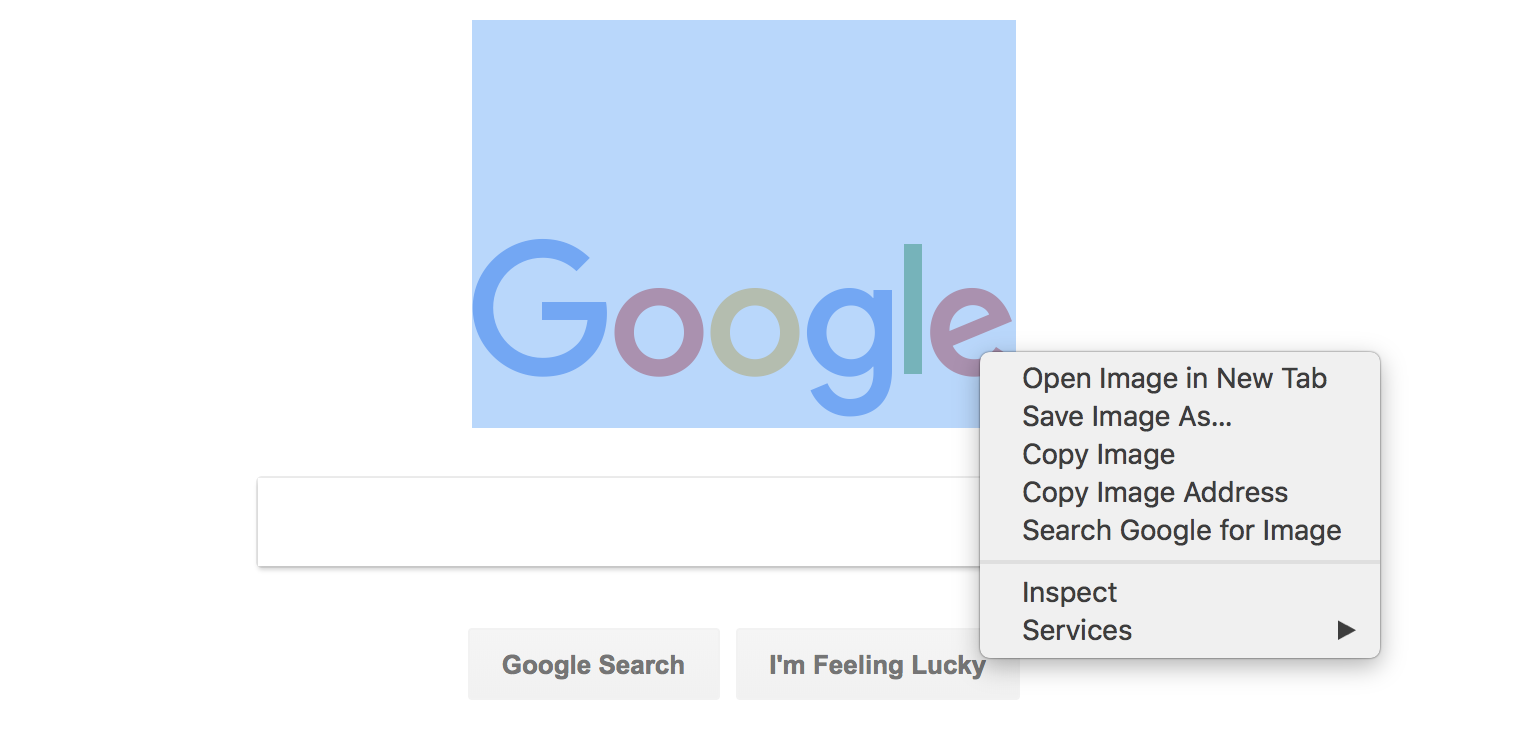 Google
Open Image in New Tab
Save Image As...
Copy Image
Copy Image Address
Search Google for Image
Inspect
Services
Google Search
I'm Feeling Lucky